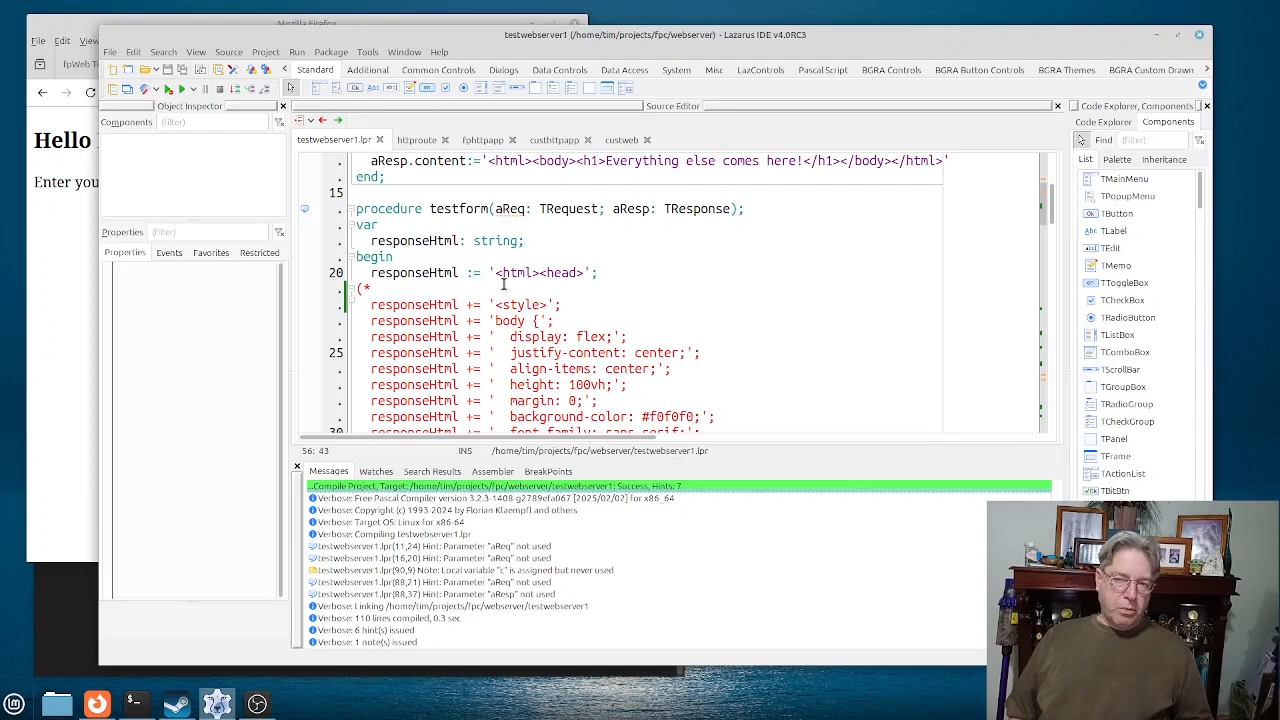 Mozilla Firefox
File Edit View
fpWeb Te
Hello
Enter you
testwebserver1 (/home/tim/projects/fpc/webserver) - Lazarus IDE v4.0RC3
File Edit Search View Source Project Run Package Tools Window Help
Standard Additional Common Controls Dialogs Data Controls Data Access System Misc LazControls Pascal Script BGRA Controls BGRA Button Controls BGRA Themes BGRA Custom Drawn
Object Inspector
Source Editor
Code Explorer, Components
Components (filter)
Code Explorer Components
testwebserver1.lpr httproute fphttpapp custhttpapp custweb
Find (filter)
List Palette Inheritance
aResp.content:='<html><body><h1>Everything else comes here!</h1></body></html>'
end;
15
procedure testform(aReq: TRequest; aResp: TResponse);
var
responseHtml: string;
begin
20 responseHtml := '<html><head>';
(*
responseHtml += '<style>';
responseHtml += 'body {';
responseHtml += '  display: flex;';
25 responseHtml += '  justify-content: center;';
responseHtml += '  align-items: center;';
responseHtml += '  height: 100vh;';
responseHtml += '  margin: 0;';
responseHtml += '  background-color: #f0f0f0;';
30 responseHtml += '  font-family: sans-serif;';
Properties (filter)
Properties Events Favorites Restricted
TMainMenu
TPopupMenu
TButton
TLabel
TEdit
TMemo
TToggleBox
TCheckBox
TRadioButton
TListBox
TComboBox
TScrollBar
TGroupBox
TRadioGroup
TCheckGroup
TPanel
TFrame
TActionList
TBitBtn
56: 43 INS /home/tim/projects/fpc/webserver/testwebserver1.lpr
Messages Watches Search Results Assembler BreakPoints
...Compile Project, Target: /home/tim/projects/fpc/webserver/testwebserver1: Success, Hints: 7
Verbose: Free Pascal Compiler version 3.2.3-1408-g2789efa067 [2025/02/02] for x86_64
Verbose: Copyright (c) 1993-2024 by Florian Klaempfl and others
Verbose: Target OS: Linux for x86-64
Verbose: Compiling testwebserver1.lpr
testwebserver1.lpr(11,24) Hint: Parameter "aReq" not used
testwebserver1.lpr(16,20) Hint: Parameter "aReq" not used
testwebserver1.lpr(90,9) Note: Local variable "c" is assigned but never used
testwebserver1.lpr(88,21) Hint: Parameter "aReq" not used
testwebserver1.lpr(88,37) Hint: Parameter "aResp" not used
Verbose: Linking /home/tim/projects/fpc/webserver/testwebserver1
Verbose: 110 lines compiled, 0.3 sec
Verbose: 6 hint(s) issued
Verbose: 1 note(s) issued